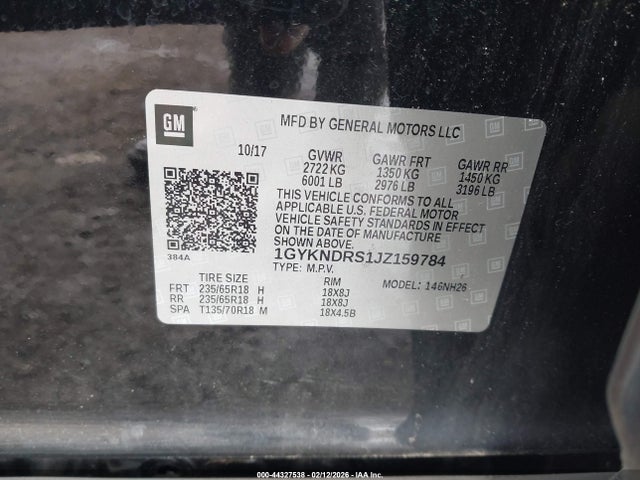 GM
MFD BY GENERAL MOTORS LLC
10/17
GVWR GAWR FRT GAWR RR
2722 KG 1350 KG 1450 KG
6001 LB 2976 LB 3196 LB
THIS VEHICLE CONFORMS TO ALL
APPLICABLE U.S. FEDERAL MOTOR
VEHICLE SAFETY STANDARDS IN EFFECT
ON THE DATE OF MANUFACTURE
SHOWN ABOVE.
384A
1GYKNDRS1JZ159784
TYPE: M.P.V. MODEL: 146NH26
TIRE SIZE RIM
FRT 235/65R18 H 18X8J
RR 235/65R18 H 18X8J
SPA T135/70R18 M 18X4.5B
000-44327538 - 02/12/2026 - IAA Inc.